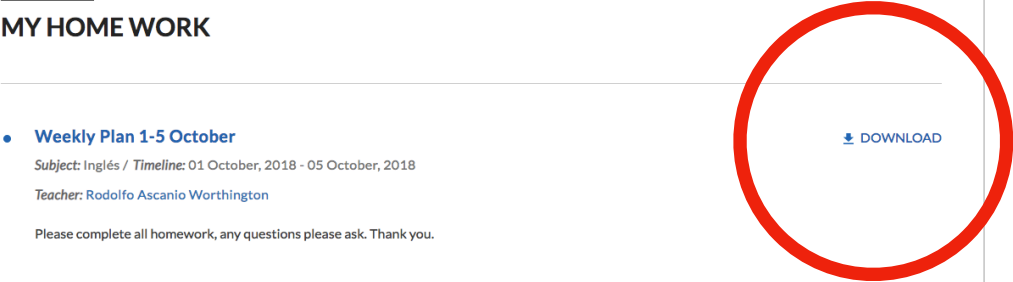 MY HOME WORK
Weekly Plan 1-5 October
DOWNLOAD
Subject: Inglés / Timeline: 01 October, 2018 - 05 October, 2018
Teacher: Rodolfo Ascanio Worthington
Please complete all homework, any questions please ask. Thank you.